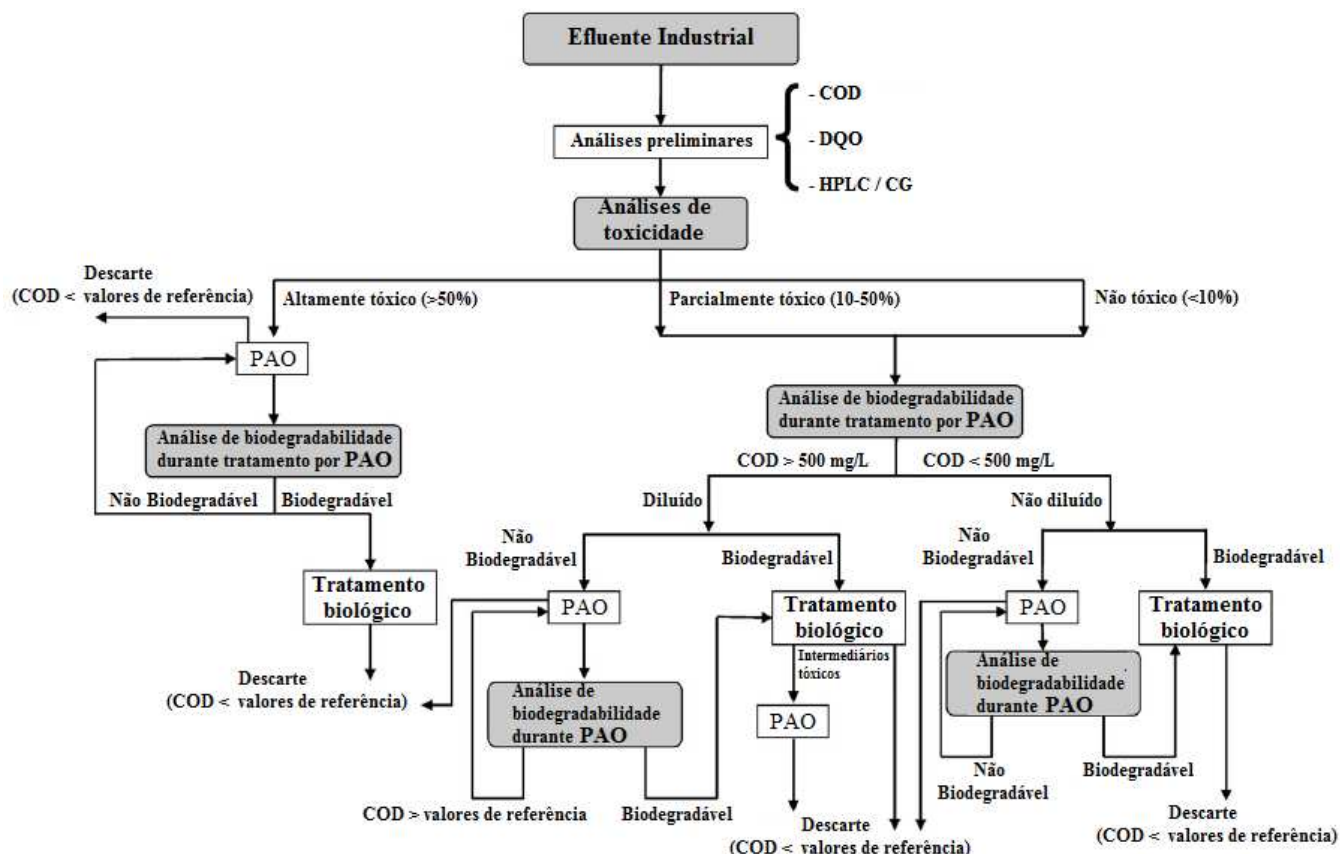 Efluente Industrial
- COD
Análises preliminares
- DQO
- HPLC / CG
Análises de
toxicidade
Descarte
(COD < valores de referência)
Altamente tóxico (>50%)
Parcialmente tóxico (10-50%)
Não tóxico (<10%)
PAO
Análise de biodegrabilidade
durante tratamento por PAO
Não Biodegradável
Biodegradável
Tratamento
biológico
Descarte
(COD < valores de referência)
Análise de biodegrabilidade
durante tratamento por PAO
COD > 500 mg/L
COD < 500 mg/L
Diluído
Não diluído
Não
Biodegradável
Biodegradável
PAO
Tratamento
biológico
Intermediários
tóxicos
PAO
Análise de
biodegrabilidade
durante PAO
COD > valores de referência
Biodegradável
Descarte
(COD < valores de referência)
Não
Biodegradável
Biodegradável
PAO
Tratamento
biológico
Análise de
biodegrabilidade
durante PAO
Não
Biodegradável
Biodegradável
Descarte
(COD < valores de referência)